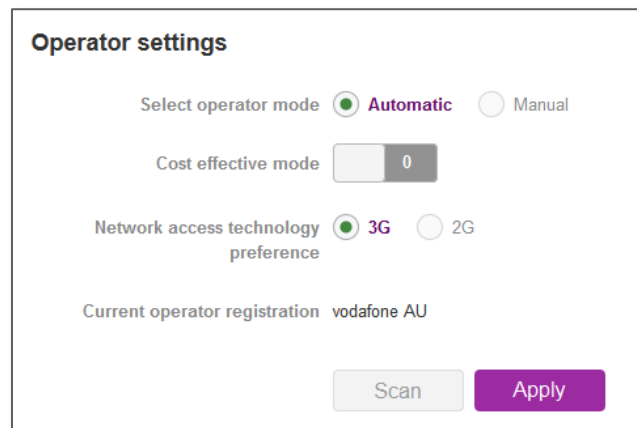 Operator settings
Select operator mode Automatic Manual
Cost effective mode 0
Network access technology 3G 2G
preference
Current operator registration vodafone AU
Scan Apply